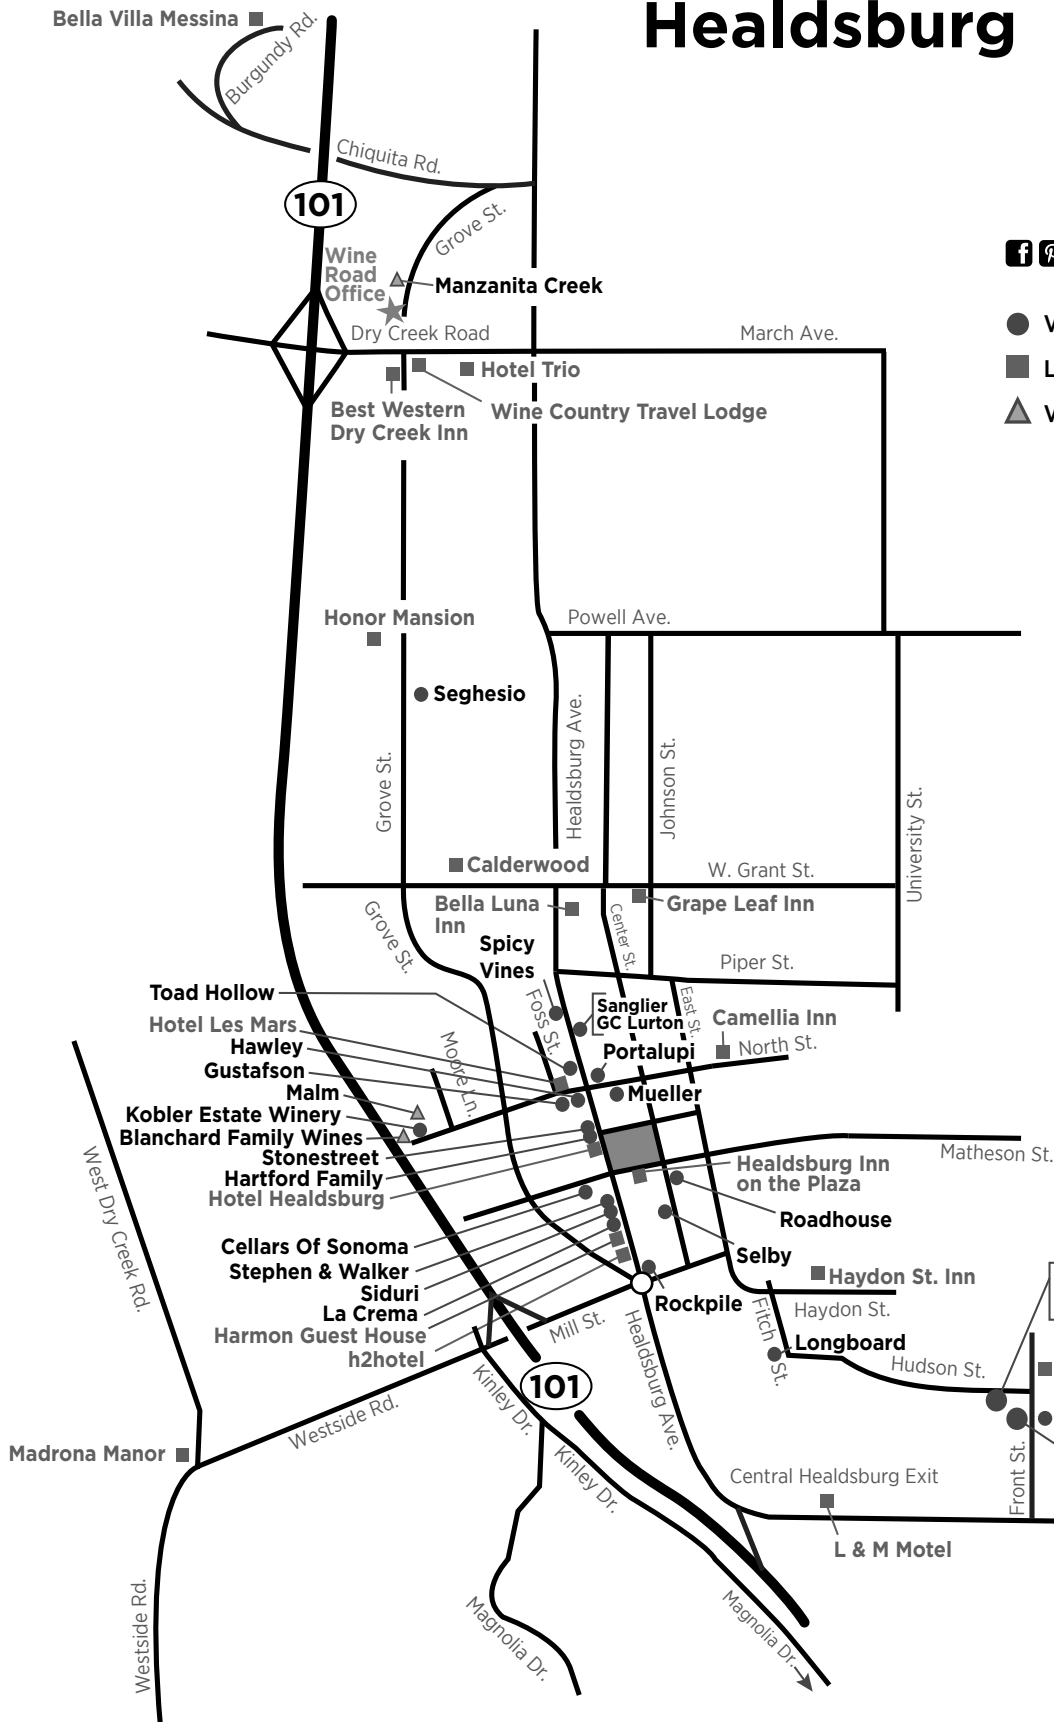 Healdsburg
Bella Villa Messina
Burgundy Rd.
Chiquita Rd.
101
Grove St.
Wine
Road
Office
Manzanita Creek
V
L
V
Dry Creek Road
March Ave.
Hotel Trio
Best Western
Dry Creek Inn
Wine Country Travel Lodge
Honor Mansion
Powell Ave.
Seghesio
Grove St.
Healdsburg Ave.
Johnson St.
University St.
Calderwood
W. Grant St.
Bella Luna
Inn
Grape Leaf Inn
Grove St.
Center St.
Spicy
Vines
Piper St.
Toad Hollow
Foss St.
Sanglier
GC Lurton
East St.
Camellia Inn
North St.
Hotel Les Mars
Hawley
Moore Ln.
Portalupi
Gustafson
Malm
Mueller
Kobler Estate Winery
Blanchard Family Wines
Stonestreet
Hartford Family
Hotel Healdsburg
Matheson St.
Healdsburg Inn
on the Plaza
West Dry Creek Rd.
Roadhouse
Cellars Of Sonoma
Stephen & Walker
Selby
Siduri
La Crema
Harmon Guest House
h2hotel
Haydon St. Inn
Rockpile
Haydon St.
Mill St.
Fitch St.
Longboard
Hudson St.
Healdsburg Ave.
101
Kinley Dr.
Westside Rd.
Madrona Manor
Kinley Dr.
Central Healdsburg Exit
Front St.
L & M Motel
Westside Rd.
Magnolia Dr.
Magnolia Dr.